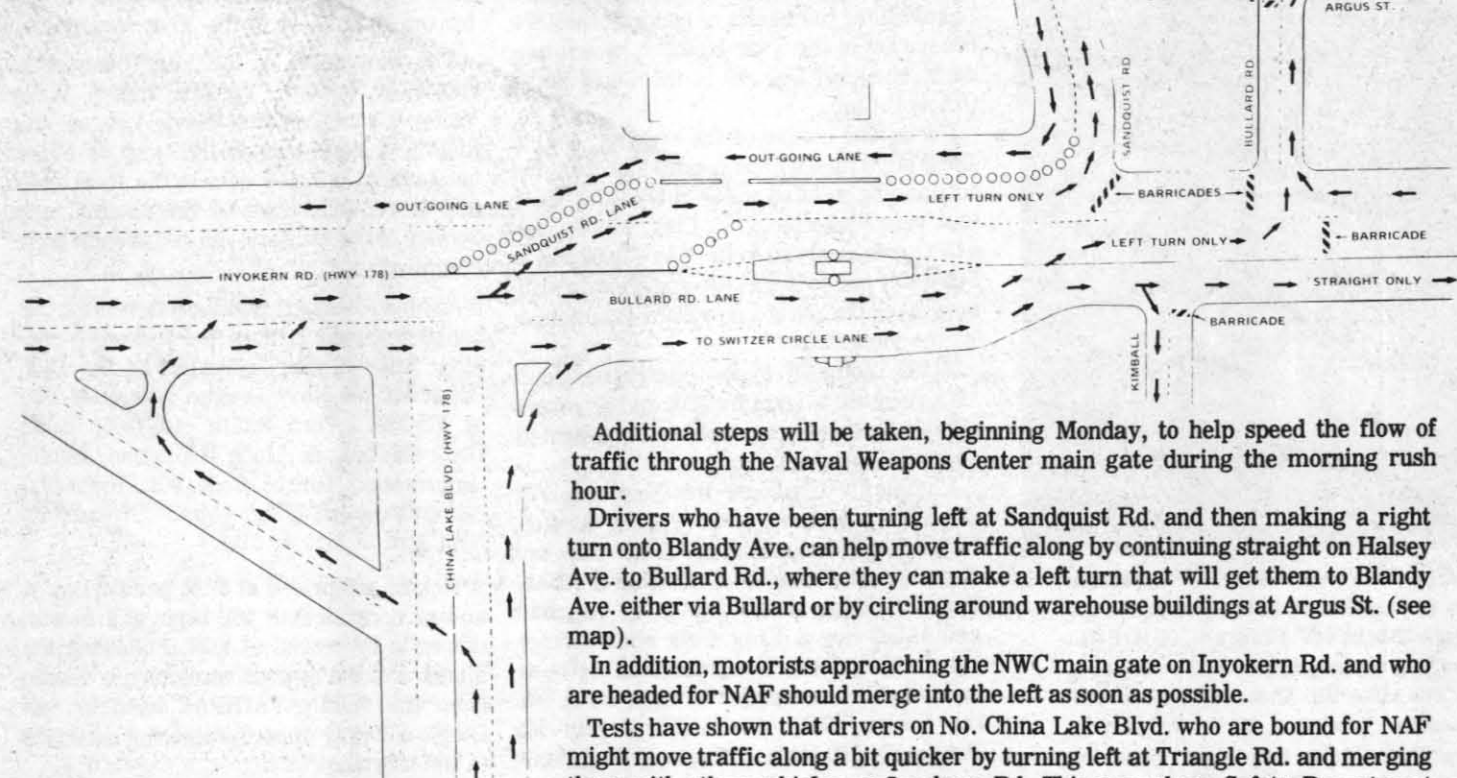 ARGUS ST.
SANDQUIST RD
BULLARD RD.
OUT-GOING LANE
BARRICADES
LEFT TURN ONLY
OUT-GOING LANE
SANDQUIST RD. LANE
LEFT TURN ONLY
BARRICADE
INYOKERN RD. (HWY 178)
BULLARD RD. LANE
STRAIGHT ONLY
BARRICADE
TO SWITZER CIRCLE LANE
KIMBALL
CHINA LAKE BLVD. (HWY 178)
Additional steps will be taken, beginning Monday, to help speed the flow of
traffic through the Naval Weapons Center main gate during the morning rush
hour.
Drivers who have been turning left at Sandquist Rd. and then making a right
turn onto Blandy Ave. can help move traffic along by continuing straight on Halsey
Ave. to Bullard Rd., where they can make a left turn that will get them to Blandy
Ave. either via Bullard or by circling around warehouse buildings at Argus St. (see
map).
In addition, motorists approaching the NWC main gate on Inyokern Rd. and who
are headed for NAF should merge into the left as soon as possible.
Tests have shown that drivers on No. China Lake Blvd. who are bound for NAF
might move traffic along a bit quicker by turning left at Triangle Rd. and merging